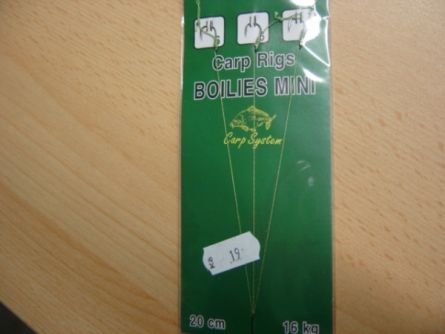 Carp Rigs
BOILIES MINI
Carp System
19.-
20 cm
16 kg